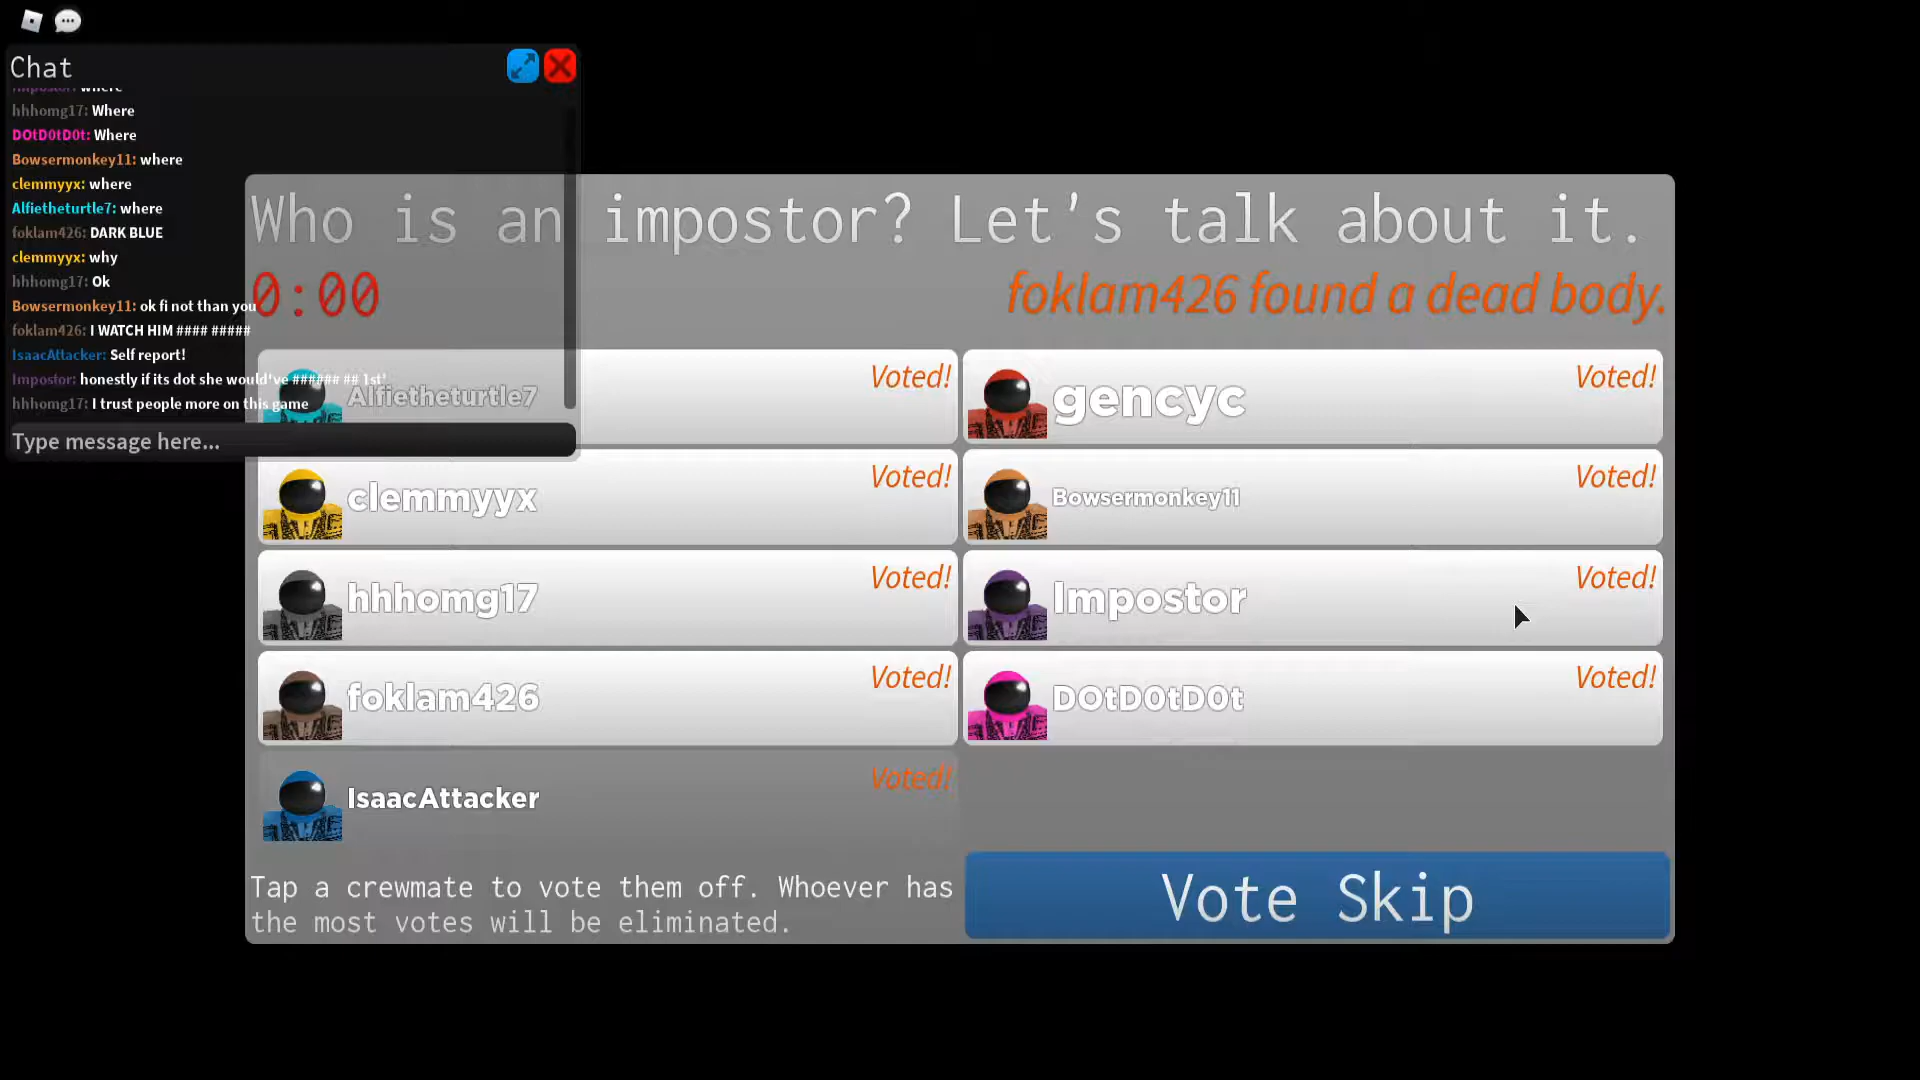 Chat
Impostor: where
hhhomg17: Where
DOtD0tD0t: Where
Bowsermonkey11: where
clemmyyx: where
Alfietheturtle7: where
foklam426: DARK BLUE
clemmyyx: why
hhhomg17: Ok
Bowsermonkey11: ok fi not than you
foklam426: I WATCH HIM #### #####
IsaacAttacker: Self report!
Impostor: honestly if its dot she would've ###### ## 1st'
hhhomg17: I trust people more on this game
Type message here...
Who is an impostor? Let's talk about it.
0:00
foklam426 found a dead body.
Alfietheturtle7
Voted!
gencyc
Voted!
clemmyyx
Voted!
Bowsermonkey11
Voted!
hhhomg17
Voted!
Impostor
Voted!
foklam426
Voted!
DOtD0tD0t
Voted!
IsaacAttacker
Voted!
Tap a crewmate to vote them off. Whoever has
the most votes will be eliminated.
Vote Skip